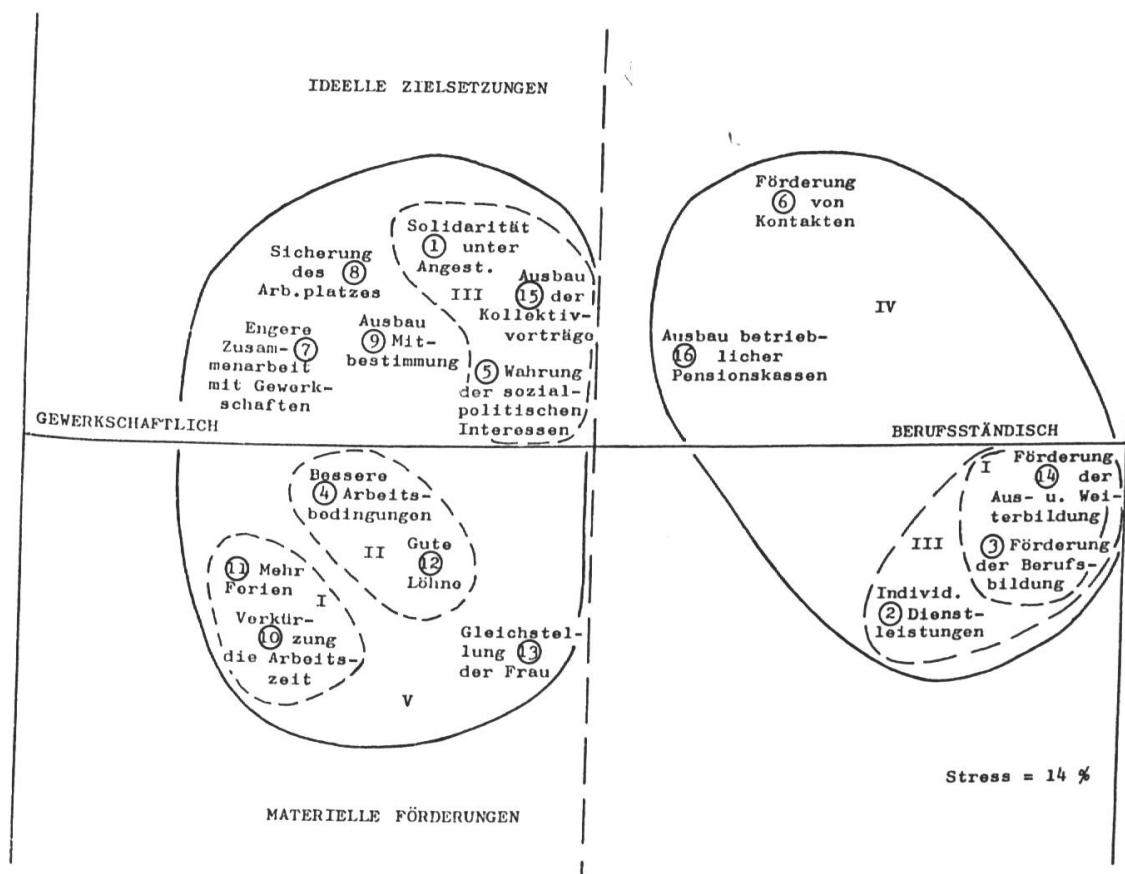 IDEELLE ZIELSETZUNGEN
Förderung
⑥ von
Kontakten
Solidarität
① unter
Angest.
Sicherung
des ⑧
Arb.platzes
III
Ausbau
⑮ der
Kollektiv-
vorträge
IV
Ausbau
⑨ Mit-
bestimmung
Engere
Zusam- ⑦
menarbeit
mit Gewerk-
schaften
⑤ Wahrung
der sozial-
politischen
Interessen
Ausbau betrieb-
⑯ licher
Pensionskassen
GEWERKSCHAFTLICH
BERUFSSTÄNDISCH
Bessere
④ Arbeits-
bedingungen
II
Gute
⑫
Löhne
⑪ Mehr
Ferien
I
Verkür-
⑩ zung
die Arbeits-
zeit
Gleichstel-
lung ⑬
der Frau
V
I
Förderung
⑭ der
Aus- u. Wei-
terbildung
III
③ Förderung
der Berufs-
bildung
Individ.
② Dienst-
leistungen
Stress = 14 %
MATERIELLE FÖRDERUNGEN